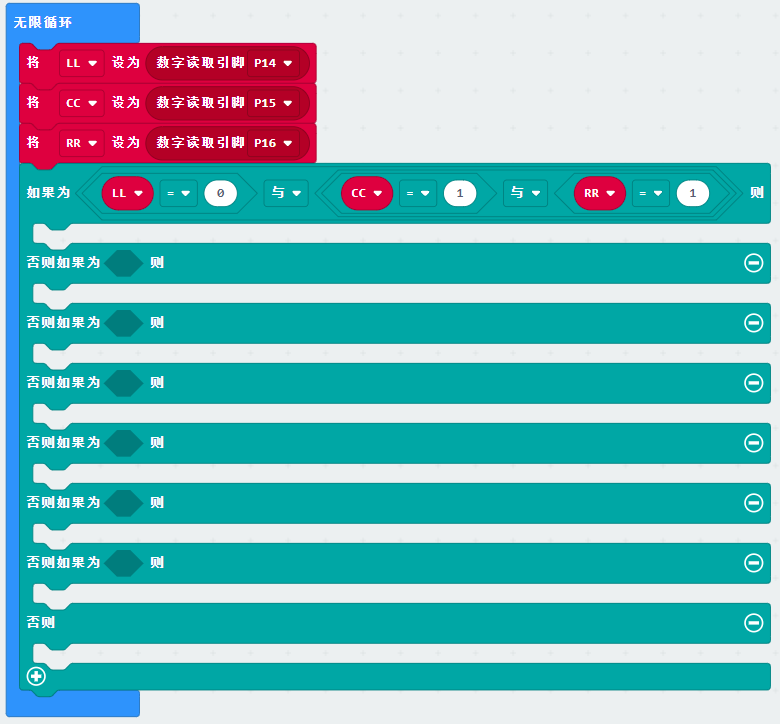 无限循环
将 LL 设为 数字读取引脚 P14
将 CC 设为 数字读取引脚 P15
将 RR 设为 数字读取引脚 P16
如果为 LL = 0 与 CC = 1 与 RR = 1 则
否则如果为 则
否则如果为 则
否则如果为 则
否则如果为 则
否则如果为 则
否则如果为 则
否则